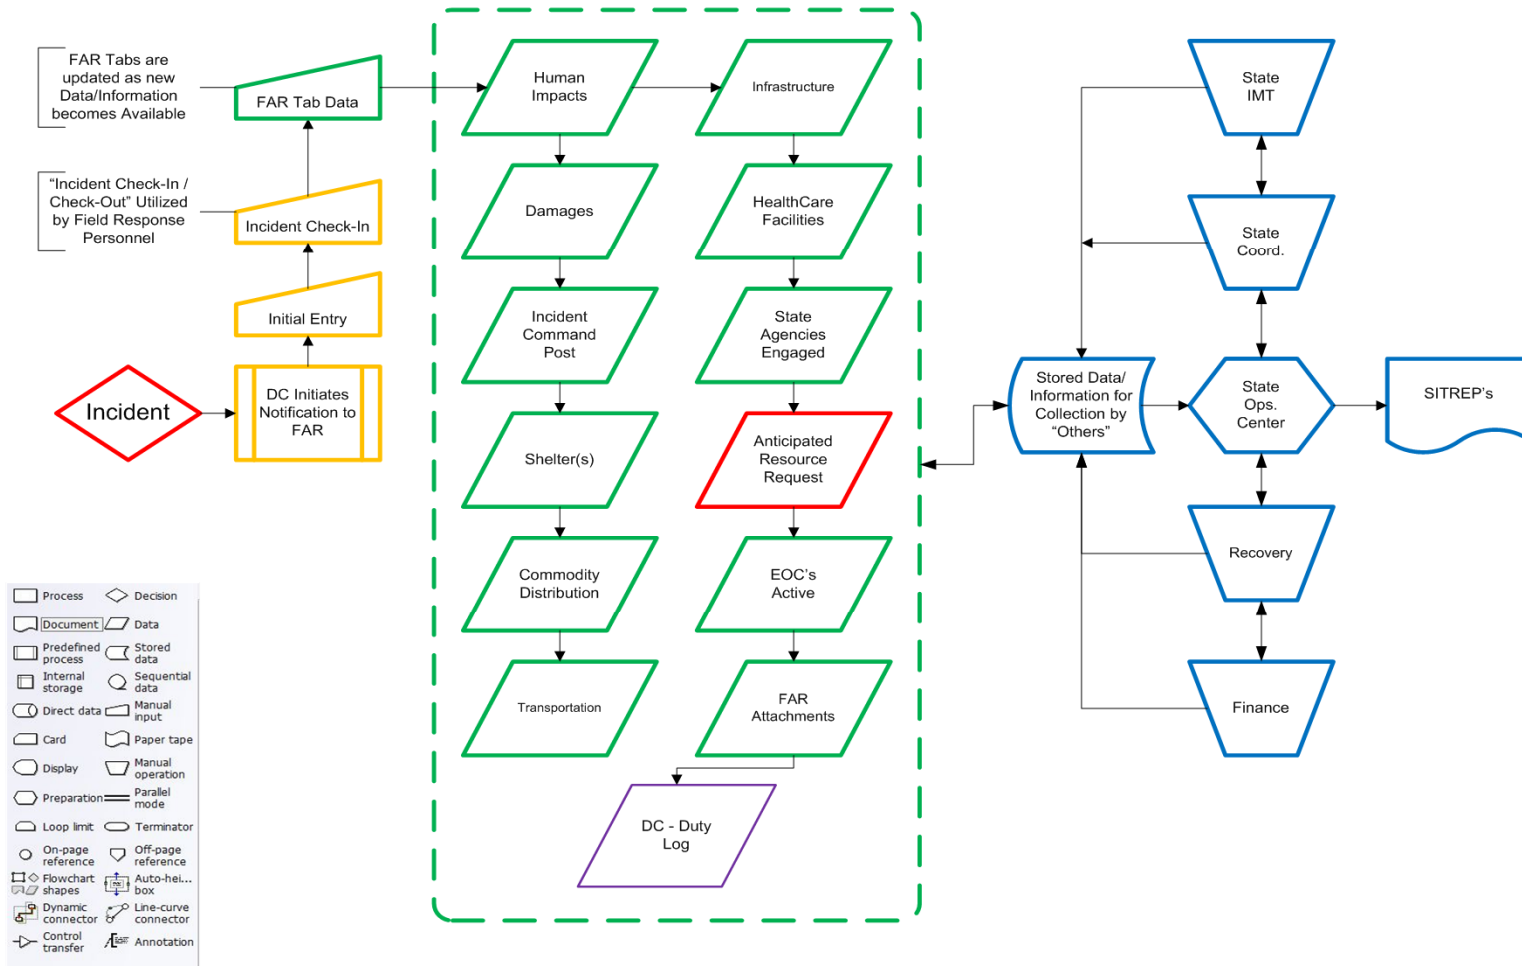 FAR Tabs are
updated as new
Data/Information
becomes Available
FAR Tab Data
"Incident Check-In /
Check-Out" Utilized
by Field Response
Personnel
Incident Check-In
Initial Entry
Incident
DC Initiates
Notification to
FAR
Human
Impacts
Infrastructure
Damages
HealthCare
Facilities
Incident
Command
Post
State
Agencies
Engaged
Shelter(s)
Anticipated
Resource
Request
Commodity
Distribution
EOC's
Active
Transportation
FAR
Attachments
DC - Duty
Log
State
IMT
State
Coord.
Stored Data/
Information for
Collection by
"Others"
State
Ops.
Center
SITREP's
Recovery
Finance
Process
Decision
Document
Data
Predefined
process
Stored
data
Internal
storage
Sequential
data
Direct data
Manual
input
Card
Paper tape
Display
Manual
operation
Preparation
Parallel
mode
Loop limit
Terminator
On-page
reference
Off-page
reference
Flowchart
shapes
Auto-hei...
box
Dynamic
connector
Line-curve
connector
Control
transfer
Annotation